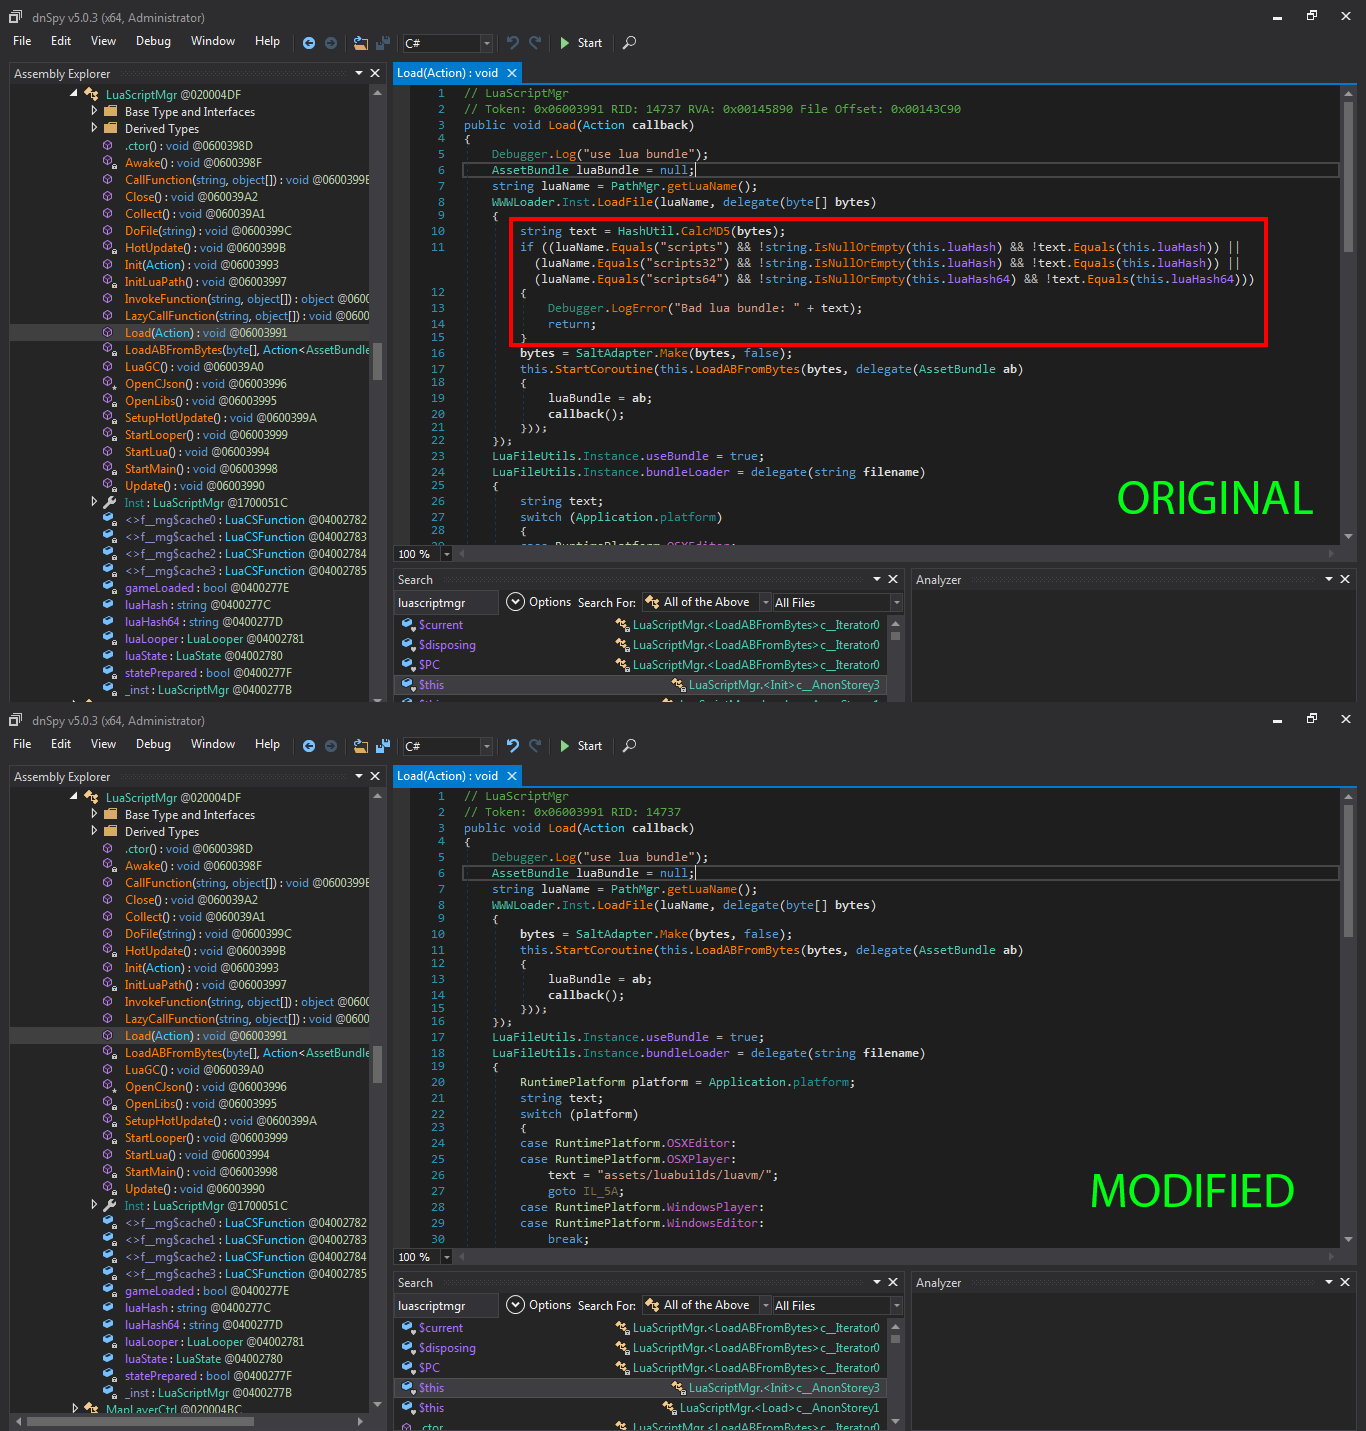 dnSpy v5.0.3 (x64, Administrator)
File Edit View Debug Window Help C# Start
Assembly Explorer
LuaScriptMgr @020004DF
Base Type and Interfaces
Derived Types
.ctor() : void @0600398D
Awake() : void @0600398F
CallFunction(string, object[]) : void @0600399E
Close() : void @060039A2
Collect() : void @060039A1
DoFile(string) : void @0600399C
HotUpdate() : void @0600399B
Init(Action) : void @06003993
InitLuaPath() : void @06003997
InvokeFunction(string, object[]) : object @0600
LazyCallFunction(string, object[]) : void @0600
Load(Action) : void @06003991
LoadABFromBytes(byte[], Action<AssetBundle
LuaGC() : void @060039A0
OpenCJson() : void @06003996
OpenLibs() : void @06003995
SetupHotUpdate() : void @0600399A
StartLooper() : void @06003999
StartLua() : void @06003994
StartMain() : void @06003998
Update() : void @06003990
Inst : LuaScriptMgr @1700051C
<>f__mg$cache0 : LuaCSFunction @04002782
<>f__mg$cache1 : LuaCSFunction @04002783
<>f__mg$cache2 : LuaCSFunction @04002784
<>f__mg$cache3 : LuaCSFunction @04002785
gameLoaded : bool @0400277E
luaHash : string @0400277C
luaHash64 : string @0400277D
luaLooper : LuaLooper @04002781
luaState : LuaState @04002780
statePrepared : bool @0400277F
_inst : LuaScriptMgr @0400277B
Load(Action) : void
1 // LuaScriptMgr
2 // Token: 0x06003991 RID: 14737 RVA: 0x00145890 File Offset: 0x00143C90
3 public void Load(Action callback)
4 {
5 Debugger.Log("use lua bundle");
6 AssetBundle luaBundle = null;
7 string luaName = PathMgr.getLuaName();
8 WWWLoader.Inst.LoadFile(luaName, delegate(byte[] bytes)
9 {
10 string text = HashUtil.CalcMD5(bytes);
11 if ((luaName.Equals("scripts") && !string.IsNullOrEmpty(this.luaHash) && !text.Equals(this.luaHash)) ||
(luaName.Equals("scripts32") && !string.IsNullOrEmpty(this.luaHash) && !text.Equals(this.luaHash)) ||
(luaName.Equals("scripts64") && !string.IsNullOrEmpty(this.luaHash64) && !text.Equals(this.luaHash64)))
12 {
13 Debugger.LogError("Bad lua bundle: " + text);
14 return;
15 }
16 bytes = SaltAdapter.Make(bytes, false);
17 this.StartCoroutine(this.LoadABFromBytes(bytes, delegate(AssetBundle ab)
18 {
19 luaBundle = ab;
20 callback();
21 }));
22 });
23 LuaFileUtils.Instance.useBundle = true;
24 LuaFileUtils.Instance.bundleLoader = delegate(string filename)
25 {
26 string text;
27 switch (Application.platform)
28 {
29 case RuntimePlatform.OSXEditor:
ORIGINAL
100 %
Search
luascriptmgr Options Search For: All of the Above All Files
$current LuaScriptMgr.<LoadABFromBytes>c__Iterator0
$disposing LuaScriptMgr.<LoadABFromBytes>c__Iterator0
$PC LuaScriptMgr.<LoadABFromBytes>c__Iterator0
$this LuaScriptMgr.<Init>c__AnonStorey3
Analyzer
dnSpy v5.0.3 (x64, Administrator)
File Edit View Debug Window Help C# Start
Assembly Explorer
LuaScriptMgr @020004DF
Base Type and Interfaces
Derived Types
.ctor() : void @0600398D
Awake() : void @0600398F
CallFunction(string, object[]) : void @0600399E
Close() : void @060039A2
Collect() : void @060039A1
DoFile(string) : void @0600399C
HotUpdate() : void @0600399B
Init(Action) : void @06003993
InitLuaPath() : void @06003997
InvokeFunction(string, object[]) : object @0600
LazyCallFunction(string, object[]) : void @0600
Load(Action) : void @06003991
LoadABFromBytes(byte[], Action<AssetBundle
LuaGC() : void @060039A0
OpenCJson() : void @06003996
OpenLibs() : void @06003995
SetupHotUpdate() : void @0600399A
StartLooper() : void @06003999
StartLua() : void @06003994
StartMain() : void @06003998
Update() : void @06003990
Inst : LuaScriptMgr @1700051C
<>f__mg$cache0 : LuaCSFunction @04002782
<>f__mg$cache1 : LuaCSFunction @04002783
<>f__mg$cache2 : LuaCSFunction @04002784
<>f__mg$cache3 : LuaCSFunction @04002785
gameLoaded : bool @0400277E
luaHash : string @0400277C
luaHash64 : string @0400277D
luaLooper : LuaLooper @04002781
luaState : LuaState @04002780
statePrepared : bool @0400277F
_inst : LuaScriptMgr @0400277B
MapLayerCtrl @020004BC
Load(Action) : void
1 // LuaScriptMgr
2 // Token: 0x06003991 RID: 14737
3 public void Load(Action callback)
4 {
5 Debugger.Log("use lua bundle");
6 AssetBundle luaBundle = null;
7 string luaName = PathMgr.getLuaName();
8 WWWLoader.Inst.LoadFile(luaName, delegate(byte[] bytes)
9 {
10 bytes = SaltAdapter.Make(bytes, false);
11 this.StartCoroutine(this.LoadABFromBytes(bytes, delegate(AssetBundle ab)
12 {
13 luaBundle = ab;
14 callback();
15 }));
16 });
17 LuaFileUtils.Instance.useBundle = true;
18 LuaFileUtils.Instance.bundleLoader = delegate(string filename)
19 {
20 RuntimePlatform platform = Application.platform;
21 string text;
22 switch (platform)
23 {
24 case RuntimePlatform.OSXEditor:
25 case RuntimePlatform.OSXPlayer:
26 text = "assets/luabuilds/luavm/";
27 goto IL_5A;
28 case RuntimePlatform.WindowsPlayer:
29 case RuntimePlatform.WindowsEditor:
30 break;
MODIFIED
100 %
Search
luascriptmgr Options Search For: All of the Above All Files
$current LuaScriptMgr.<LoadABFromBytes>c__Iterator0
$disposing LuaScriptMgr.<LoadABFromBytes>c__Iterator0
$PC LuaScriptMgr.<LoadABFromBytes>c__Iterator0
$this LuaScriptMgr.<Init>c__AnonStorey3
$this LuaScriptMgr.<Load>c__AnonStorey1
.ctor LuaScriptMgr.<LoadABFromBytes>c__Iterator0
Analyzer